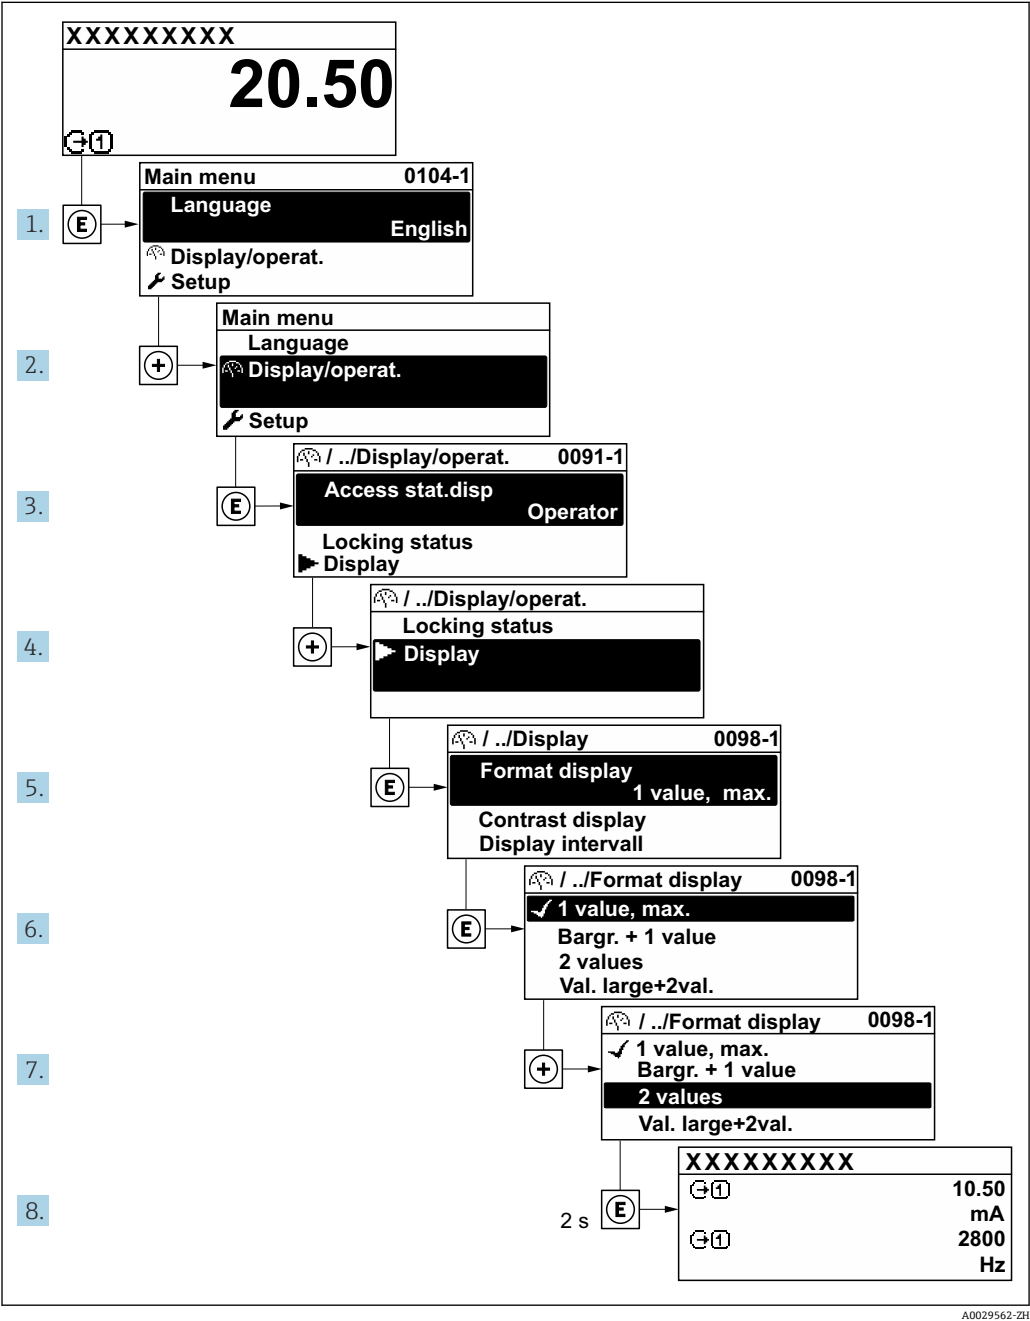 XXXXXXXXX
20.50
1
Main menu 0104-1
Language
English
Display/operat.
Setup
1. E
Main menu
Language
Display/operat.
Setup
2. +
/ ../Display/operat. 0091-1
Access stat.disp
Operator
Locking status
Display
3. E
/ ../Display/operat.
Locking status
Display
4. +
/ ../Display 0098-1
Format display
1 value, max.
Contrast display
Display intervall
5. E
/ ../Format display 0098-1
1 value, max.
Bargr. + 1 value
2 values
Val. large+2val.
6. E
/ ../Format display 0098-1
1 value, max.
Bargr. + 1 value
2 values
Val. large+2val.
7. +
XXXXXXXXX
1 10.50
mA
1 2800
Hz
8. 2 s E
A0029562-ZH